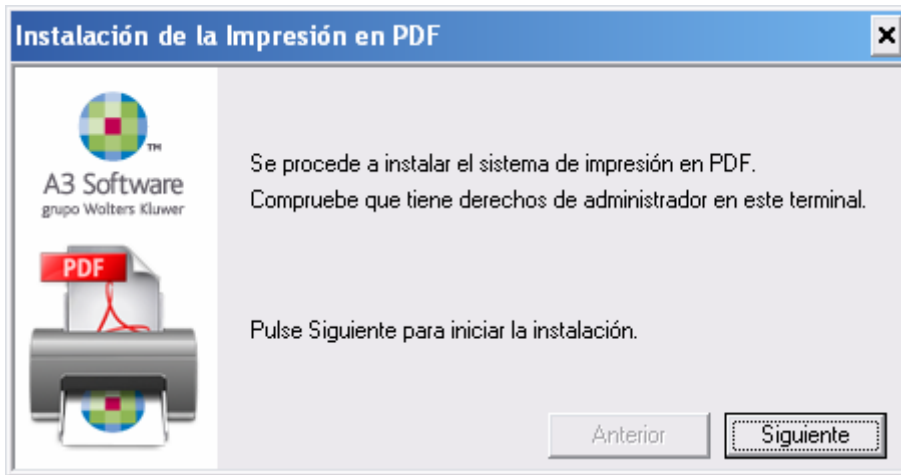 Instalación de la Impresión en PDF
TM
A3 Software
grupo Wolters Kluwer
PDF
Se procede a instalar el sistema de impresión en PDF.
Compruebe que tiene derechos de administrador en este terminal.
Pulse Siguiente para iniciar la instalación.
Anterior
Siguiente